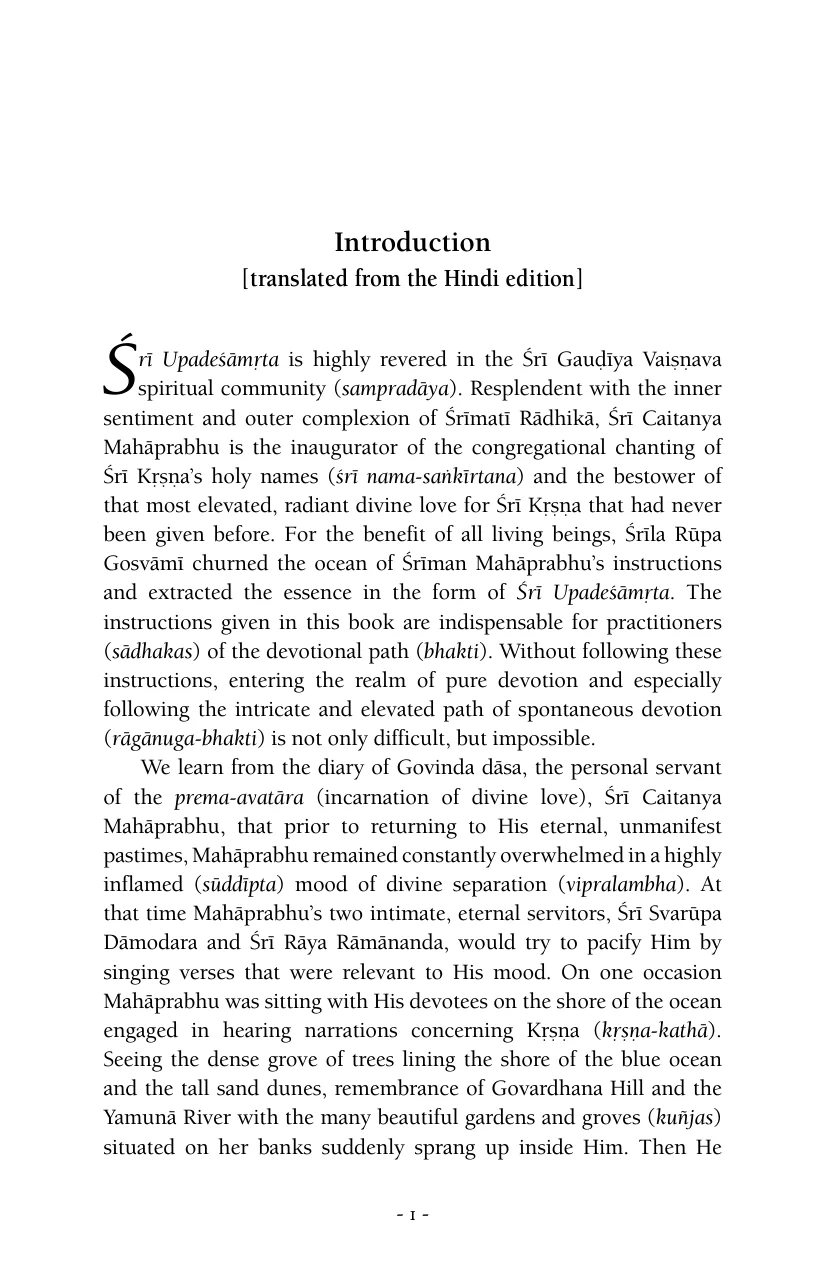 Introduction
[translated from the Hindi edition]
Śrī Upadeśāmṛta is highly revered in the Śrī Gauḍīya Vaiṣṇava
spiritual community (sampradāya). Resplendent with the inner
sentiment and outer complexion of Śrīmatī Rādhikā, Śrī Caitanya
Mahāprabhu is the inaugurator of the congregational chanting of
Śrī Kṛṣṇa’s holy names (śrī nama-saṅkīrtana) and the bestower of
that most elevated, radiant divine love for Śrī Kṛṣṇa that had never
been given before. For the benefit of all living beings, Śrīla Rūpa
Gosvāmī churned the ocean of Śrīman Mahāprabhu’s instructions
and extracted the essence in the form of Śrī Upadeśāmṛta. The
instructions given in this book are indispensable for practitioners
(sādhakas) of the devotional path (bhakti). Without following these
instructions, entering the realm of pure devotion and especially
following the intricate and elevated path of spontaneous devotion
(rāgānuga-bhakti) is not only difficult, but impossible.
We learn from the diary of Govinda dāsa, the personal servant
of the prema-avatāra (incarnation of divine love), Śrī Caitanya
Mahāprabhu, that prior to returning to His eternal, unmanifest
pastimes, Mahāprabhu remained constantly overwhelmed in a highly
inflamed (sūddīpta) mood of divine separation (vipralambha). At
that time Mahāprabhu’s two intimate, eternal servitors, Śrī Svarūpa
Dāmodara and Śrī Rāya Rāmānanda, would try to pacify Him by
singing verses that were relevant to His mood. On one occasion
Mahāprabhu was sitting with His devotees on the shore of the ocean
engaged in hearing narrations concerning Kṛṣṇa (kṛṣṇa-kathā).
Seeing the dense grove of trees lining the shore of the blue ocean
and the tall sand dunes, remembrance of Govardhana Hill and the
Yamunā River with the many beautiful gardens and groves (kuñjas)
situated on her banks suddenly sprang up inside Him. Then He
- 1 -